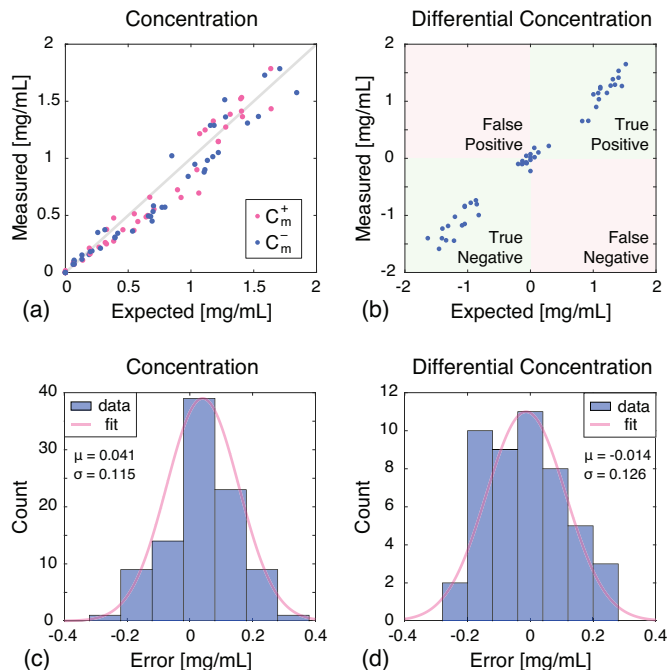 Concentration
2
1.5
1
0.5
0
0
0.5
1
1.5
2
Measured [mg/mL]
Expected [mg/mL]
C_m^+
C_m^-
(a)
Differential Concentration
2
1
0
-1
-2
-2
-1
0
1
2
Measured [mg/mL]
Expected [mg/mL]
False
Positive
True
Positive
True
Negative
False
Negative
(b)
Concentration
40
30
20
10
0
-0.4
-0.2
0
0.2
0.4
Count
Error [mg/mL]
data
fit
μ = 0.041
σ = 0.115
(c)
Differential Concentration
12
10
8
6
4
2
0
-0.4
-0.2
0
0.2
0.4
Count
Error [mg/mL]
data
fit
μ = -0.014
σ = 0.126
(d)